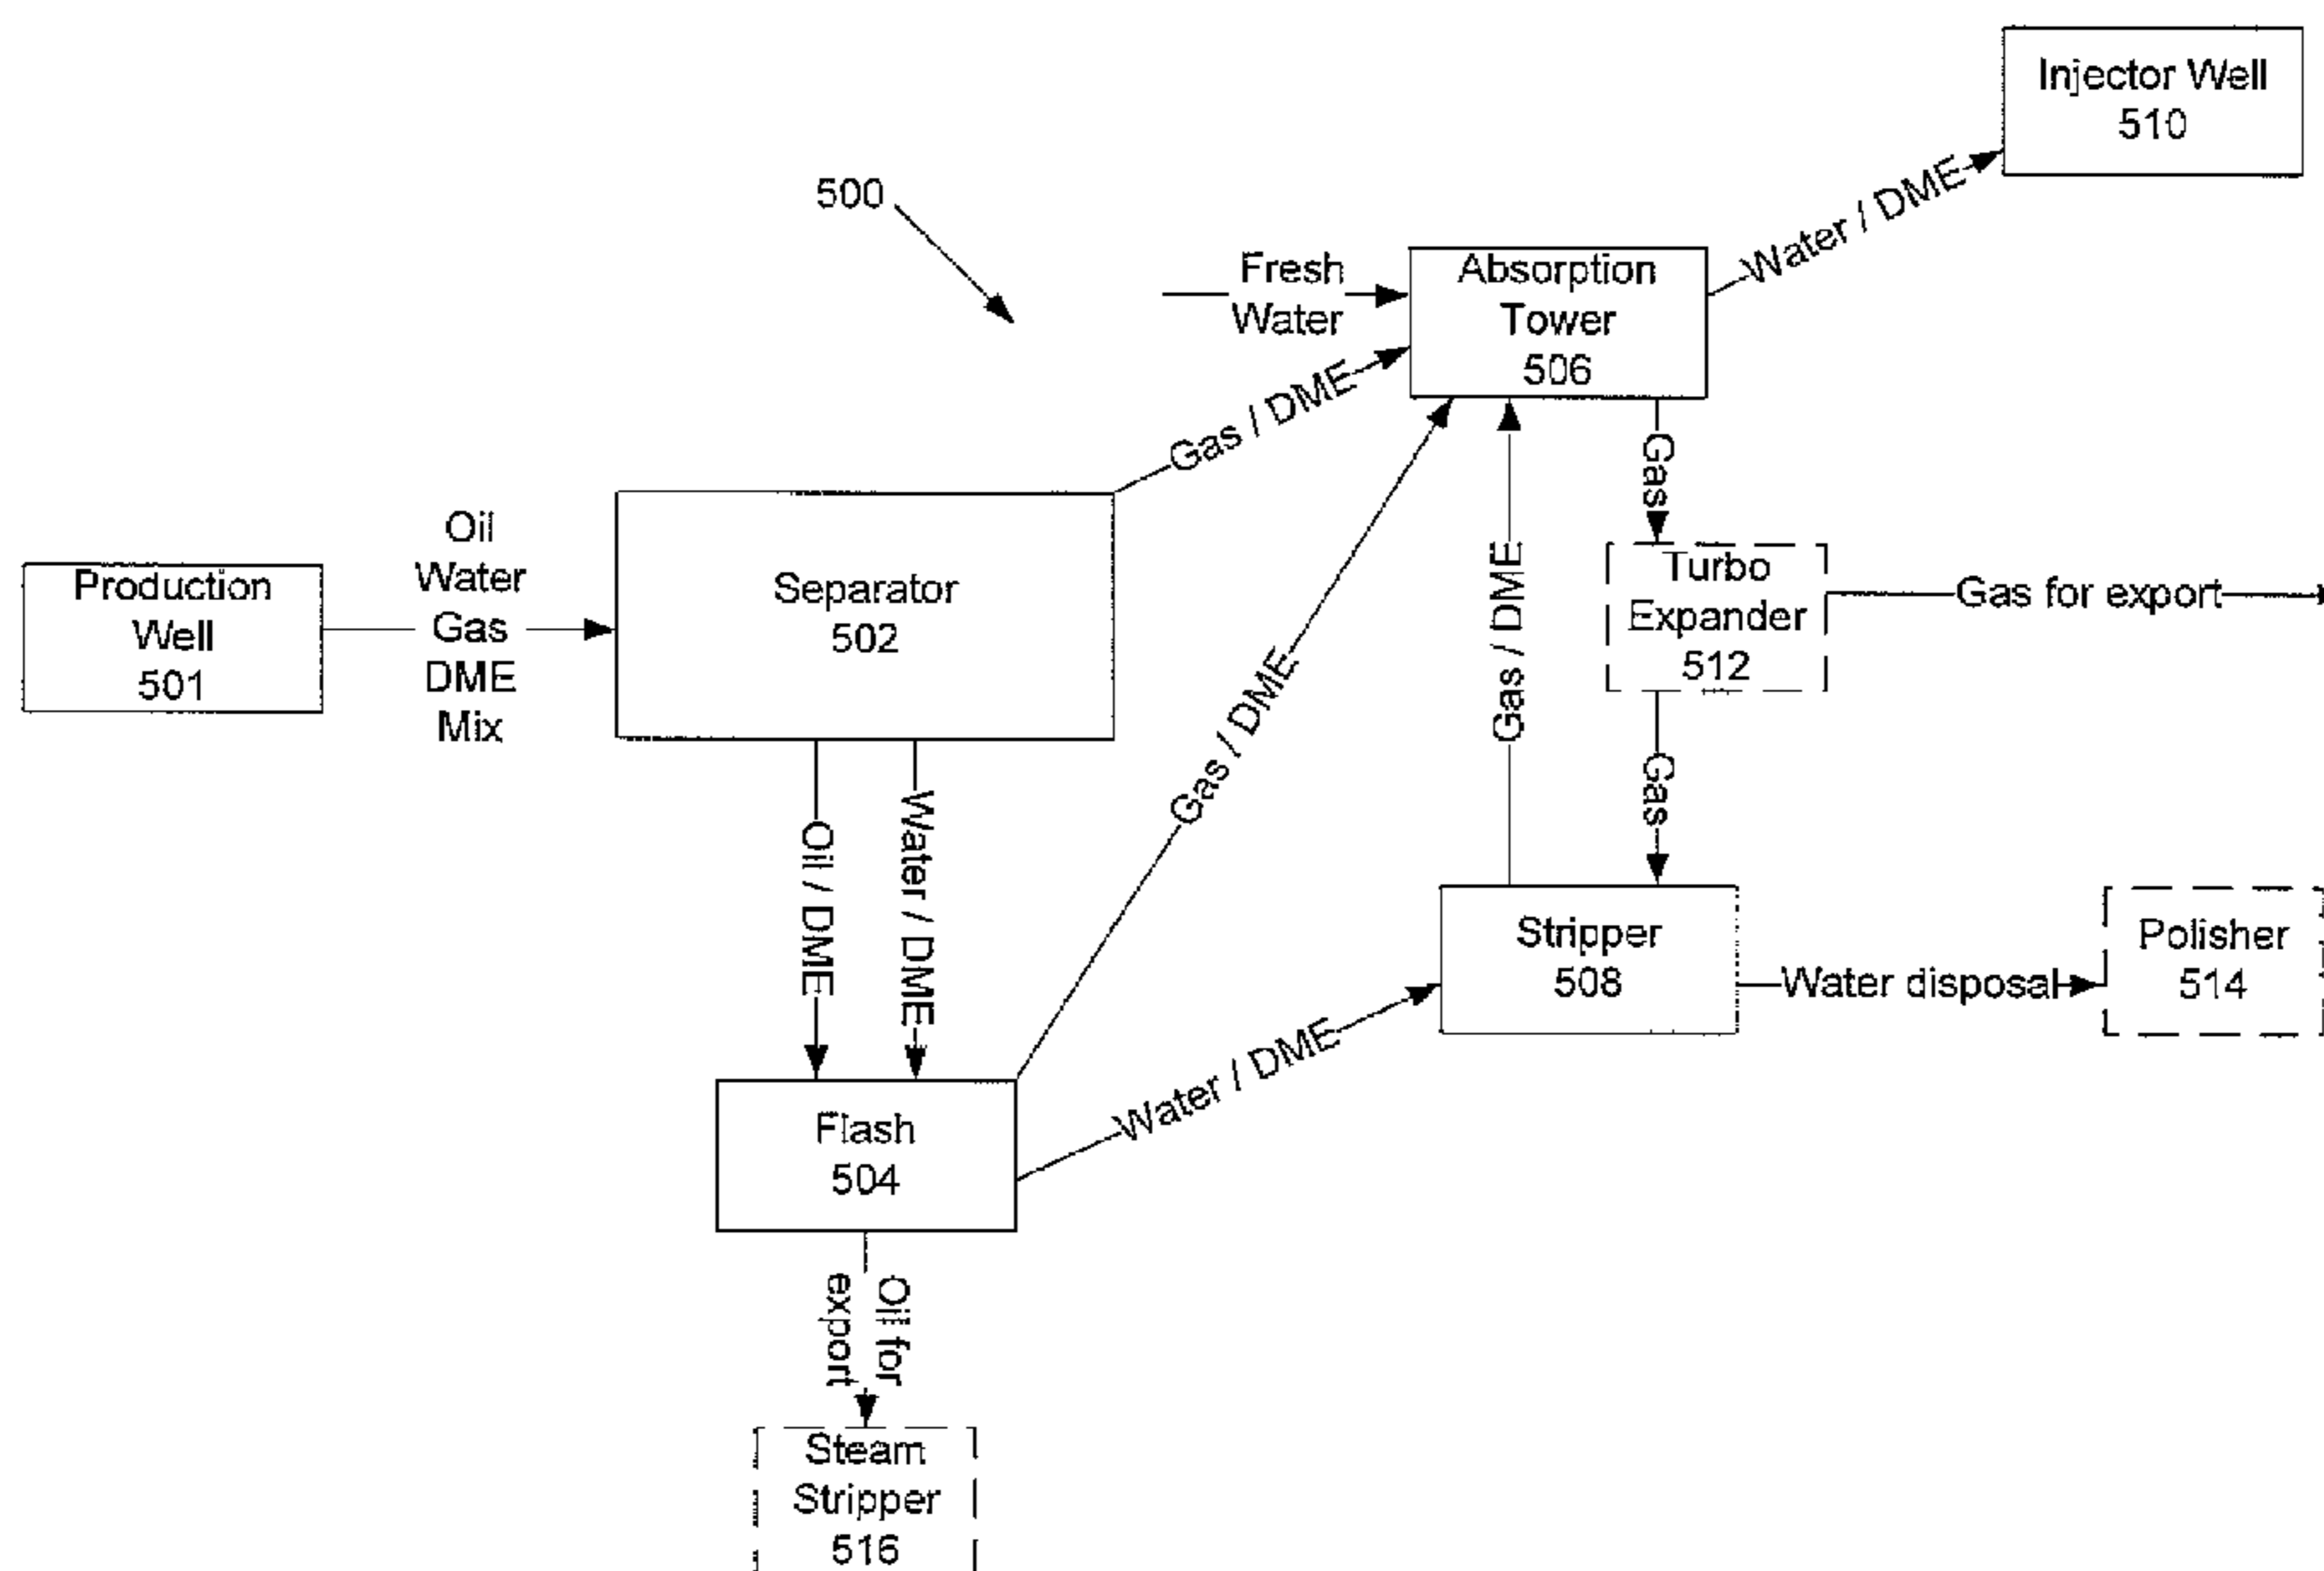 Injector Well
510
Water / DME
500
Fresh
Water
Absorption
Tower
506
Gas / DME
Gas
Oil
Water
Gas
DME
Mix
Production
Well
501
Separator
502
Gas / DME
Gas / DME
Turbo
Expander
512
Gas for export
Gas
Oil / DME
Water / DME
Stripper
508
Water disposal
Polisher
514
Water / DME
Flash
504
Oil for
export
Steam
Stripper
516